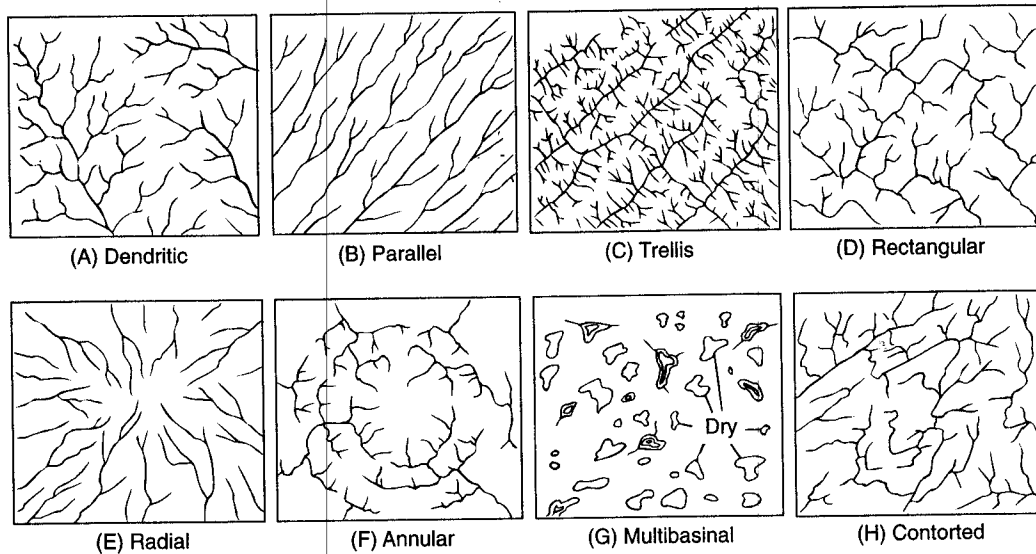 (A) Dendritic
(B) Parallel
(C) Trellis
(D) Rectangular
Dry
(E) Radial
(F) Annular
(G) Multibasinal
(H) Contorted